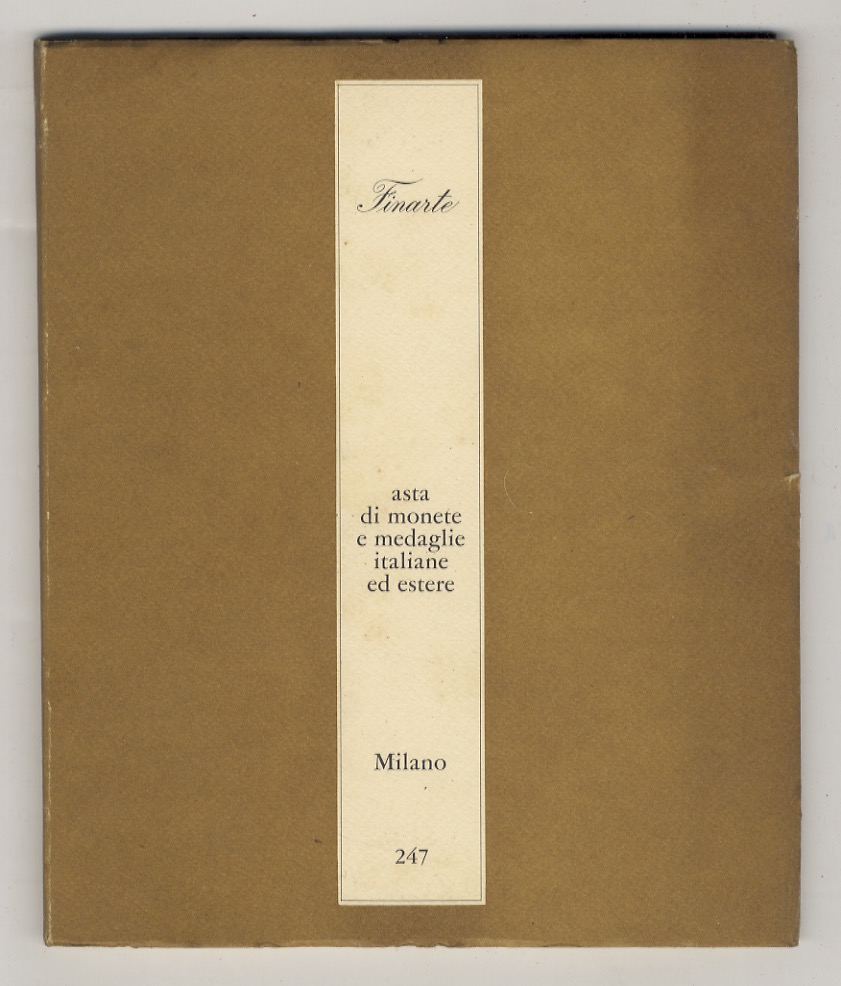 Finarte
asta
di monete
e medaglie
italiane
ed estere
Milano
247